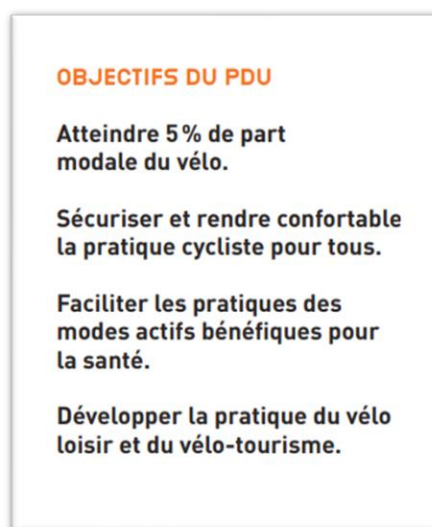 OBJECTIFS DU PDU
Atteindre 5 % de part
modale du vélo.
Sécuriser et rendre confortable
la pratique cycliste pour tous.
Faciliter les pratiques des
modes actifs bénéfiques pour
la santé.
Développer la pratique du vélo
loisir et du vélo-tourisme.